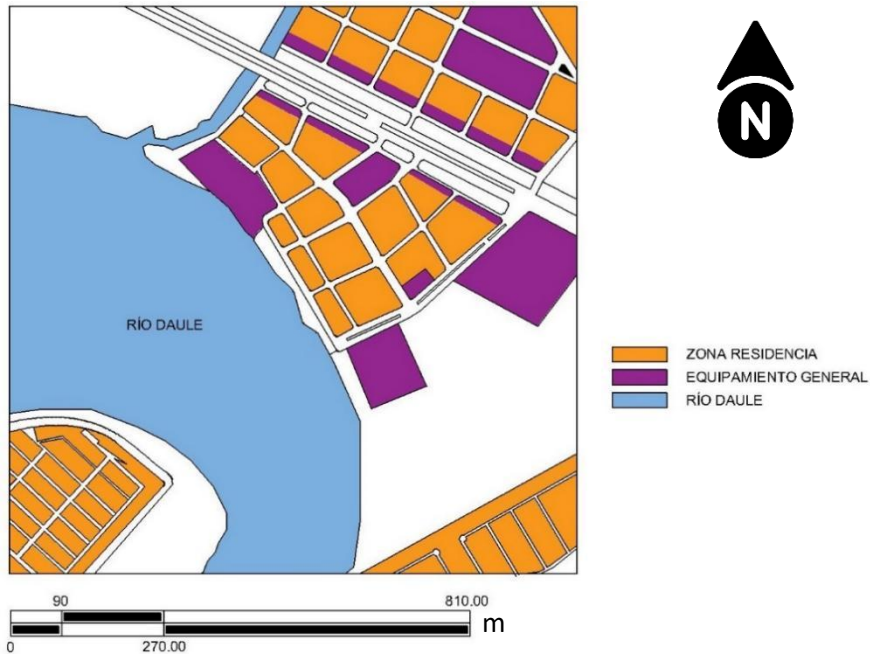 N
RÍO DAULE
ZONA RESIDENCIA
EQUIPAMIENTO GENERAL
RÍO DAULE
90 810.00
m
0 270.00